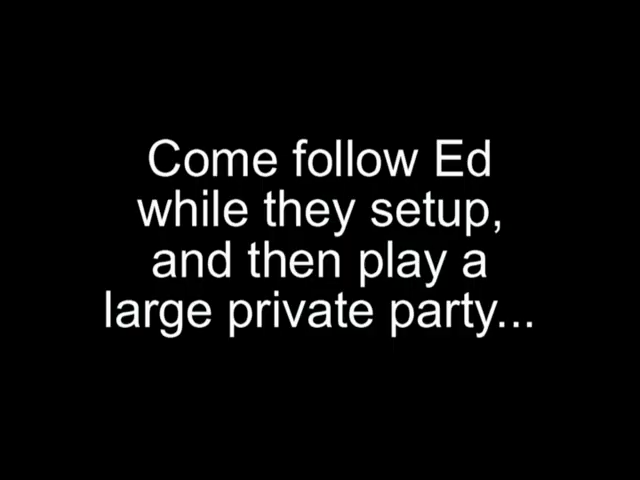 Come follow Ed
while they setup,
and then play a
large private party...